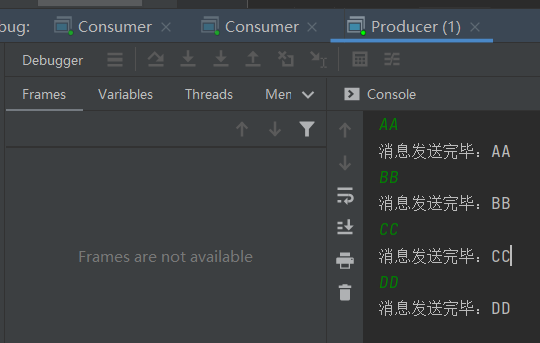 bug: Consumer Consumer Producer (1)
Debugger
Frames Variables Threads Men Console
AA
消息发送完毕：AA
BB
消息发送完毕：BB
CC
消息发送完毕：CC
DD
消息发送完毕：DD
Frames are not available